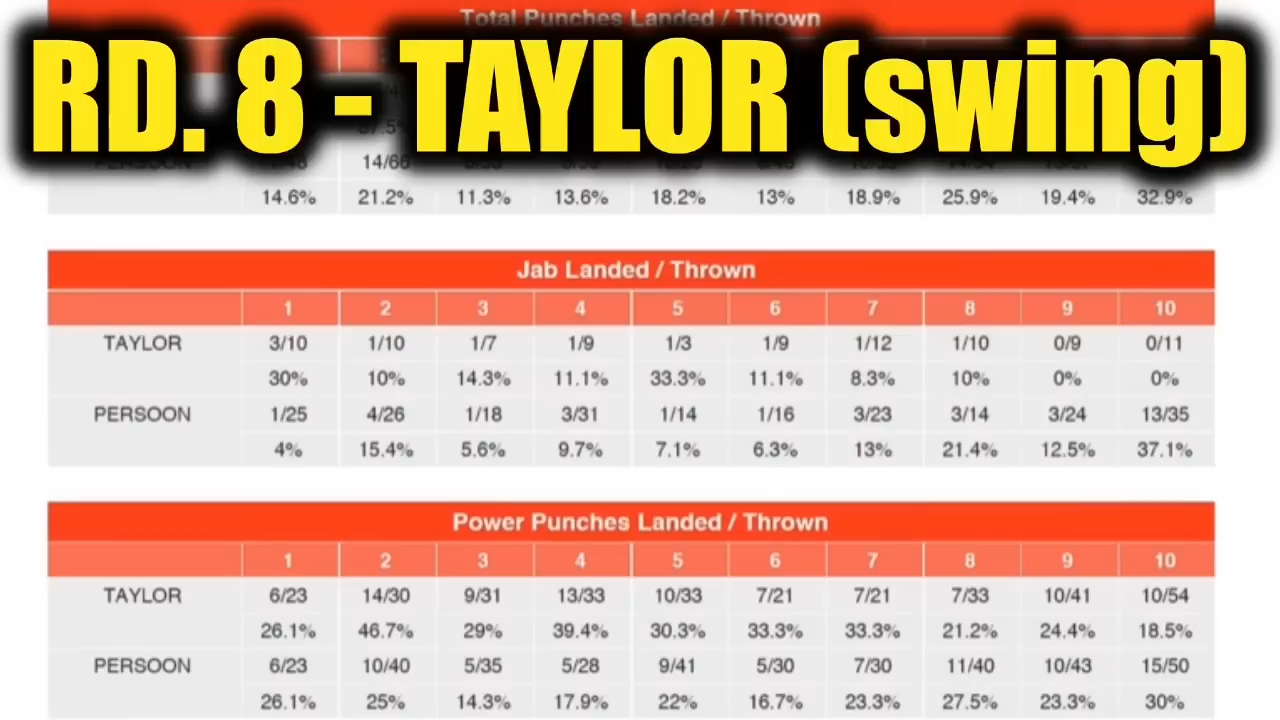 Total Punches Landed / Thrown
RD. 8 - TAYLOR (swing)
14/66
14.6% 21.2% 11.3% 13.6% 18.2% 13% 18.9% 25.9% 19.4% 32.9%
Jab Landed / Thrown
1 2 3 4 5 6 7 8 9 10
TAYLOR 3/10 1/10 1/7 1/9 1/3 1/9 1/12 1/10 0/9 0/11
30% 10% 14.3% 11.1% 33.3% 11.1% 8.3% 10% 0% 0%
PERSOON 1/25 4/26 1/18 3/31 1/14 1/16 3/23 3/14 3/24 13/35
4% 15.4% 5.6% 9.7% 7.1% 6.3% 13% 21.4% 12.5% 37.1%
Power Punches Landed / Thrown
1 2 3 4 5 6 7 8 9 10
TAYLOR 6/23 14/30 9/31 13/33 10/33 7/21 7/21 7/33 10/41 10/54
26.1% 46.7% 29% 39.4% 30.3% 33.3% 33.3% 21.2% 24.4% 18.5%
PERSOON 6/23 10/40 5/35 5/28 9/41 5/30 7/30 11/40 10/43 15/50
26.1% 25% 14.3% 17.9% 22% 16.7% 23.3% 27.5% 23.3% 30%